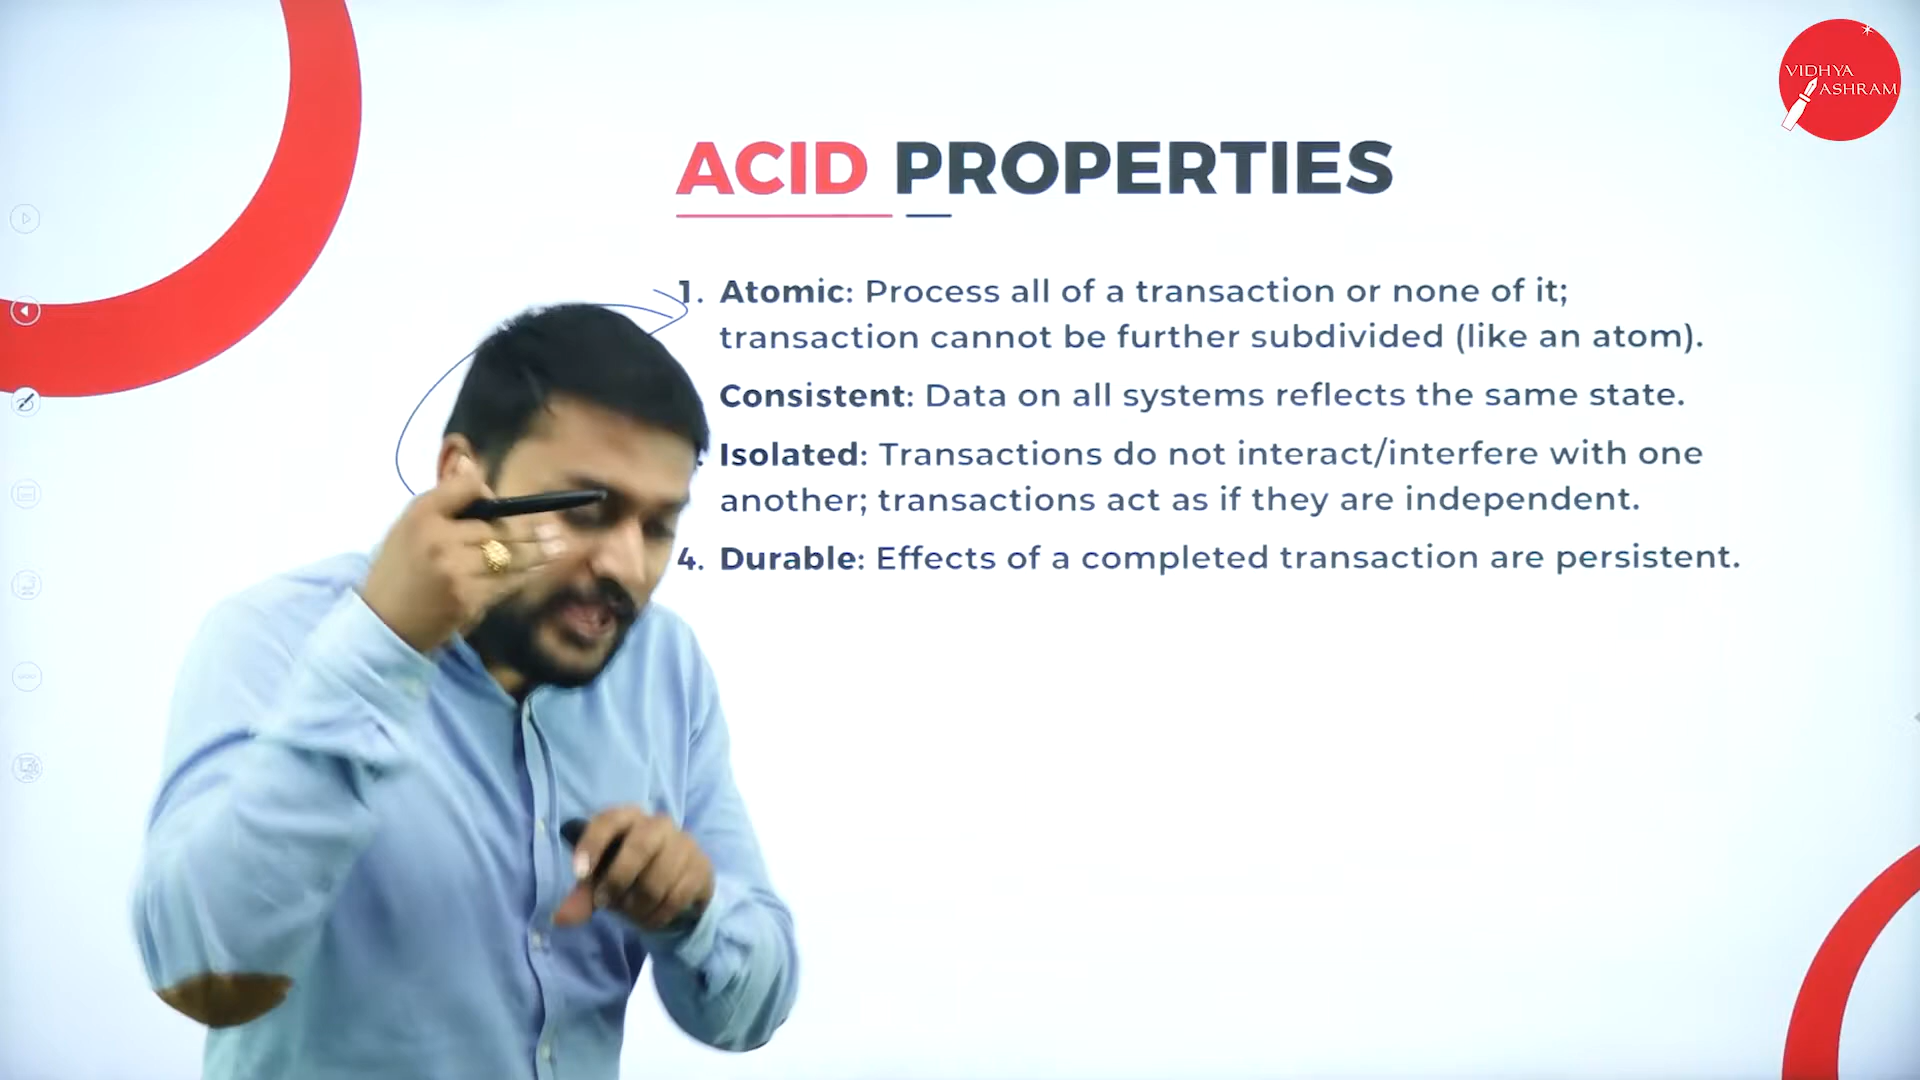 VIDHYA
ASHRAM
ACID PROPERTIES
1. Atomic: Process all of a transaction or none of it;
transaction cannot be further subdivided (like an atom).
Consistent: Data on all systems reflects the same state.
. Isolated: Transactions do not interact/interfere with one
another; transactions act as if they are independent.
4. Durable: Effects of a completed transaction are persistent.